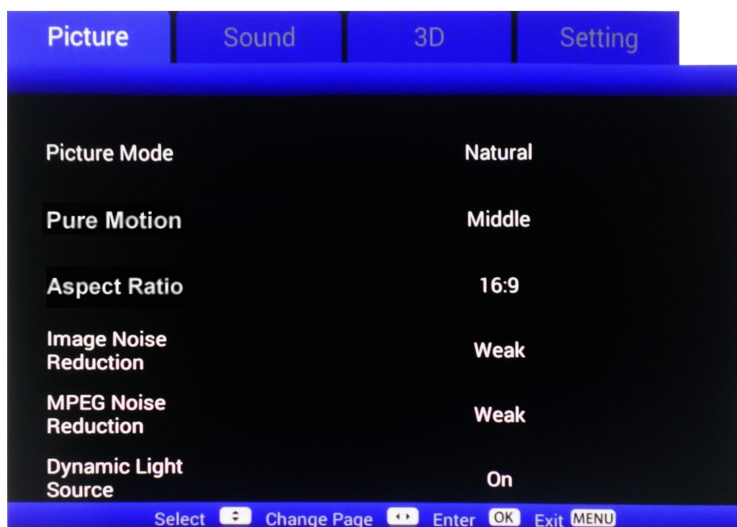 Picture Sound 3D Setting
Picture Mode Natural
Pure Motion Middle
Aspect Ratio 16:9
Image Noise
Reduction Weak
MPEG Noise
Reduction Weak
Dynamic Light
Source On
Select Change Page Enter OK Exit MENU